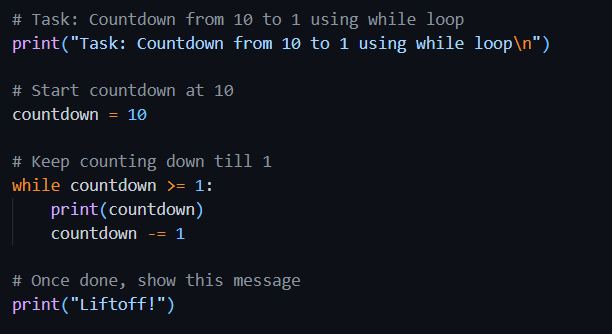 # Task: Countdown from 10 to 1 using while loop
print("Task: Countdown from 10 to 1 using while loop\n")

# Start countdown at 10
countdown = 10

# Keep counting down till 1
while countdown >= 1:
    print(countdown)
    countdown -= 1

# Once done, show this message
print("Liftoff!")